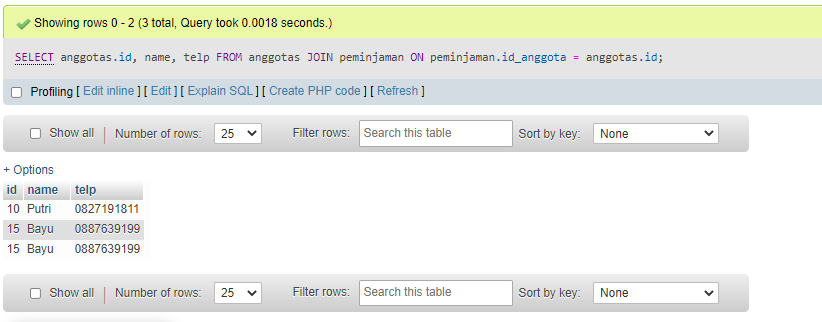 Showing rows 0 - 2 (3 total, Query took 0.0018 seconds.)
SELECT anggotas.id, name, telp FROM anggotas JOIN peminjaman ON peminjaman.id_anggota = anggotas.id;
Profiling [ Edit inline ] [ Edit ] [ Explain SQL ] [ Create PHP code ] [ Refresh ]
Show all | Number of rows: 25 Filter rows: Search this table Sort by key: None
+ Options
id name telp
10 Putri 0827191811
15 Bayu 0887639199
15 Bayu 0887639199
Show all | Number of rows: 25 Filter rows: Search this table Sort by key: None